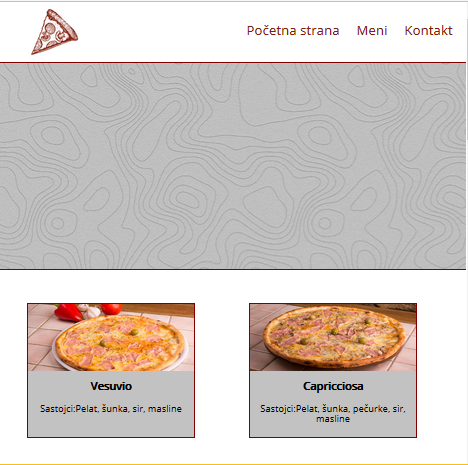 Početna strana Meni Kontakt
Vesuvio
Sastojci:Pelat, šunka, sir, masline
Capricciosa
Sastojci:Pelat, šunka, pečurke, sir,
masline